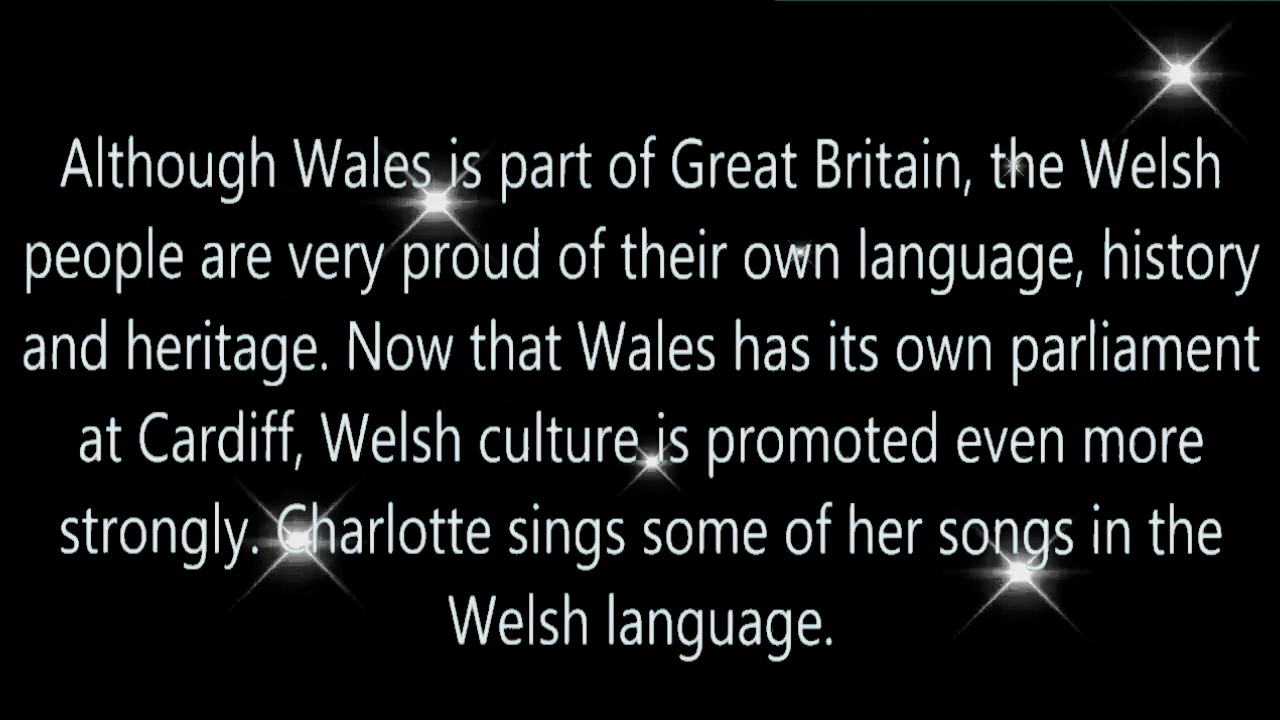 Although Wales is part of Great Britain, the Welsh
people are very proud of their own language, history
and heritage. Now that Wales has its own parliament
at Cardiff, Welsh culture is promoted even more
strongly. Charlotte sings some of her songs in the
Welsh language.